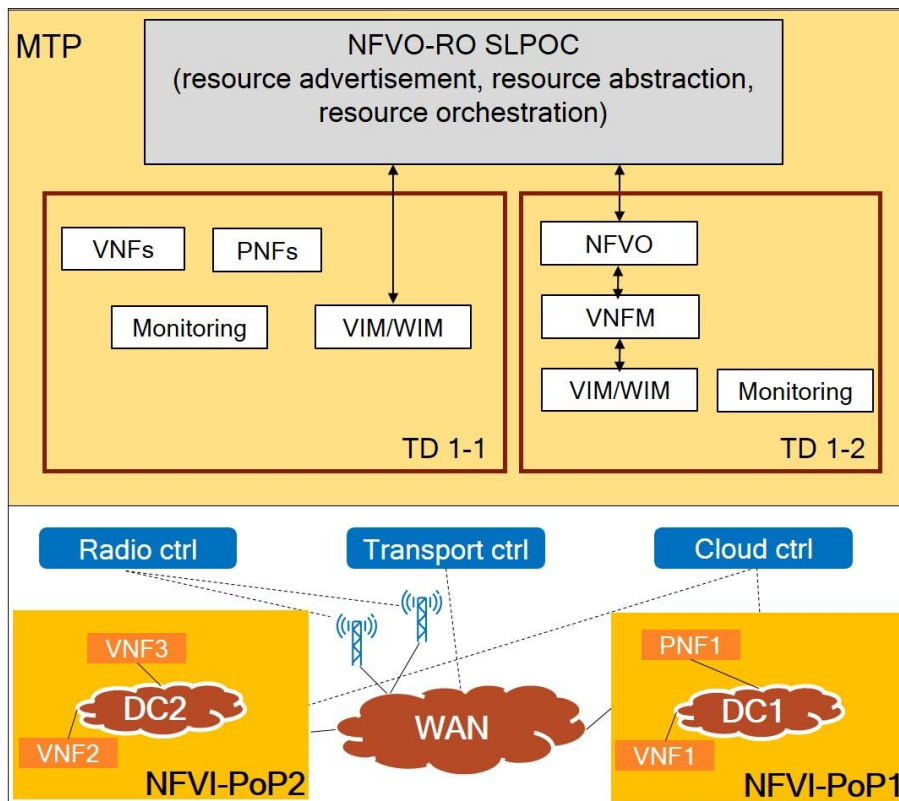 MTP
NFVO-RO SLPOC
(resource advertisement, resource abstraction,
resource orchestration)
VNFs
PNFs
Monitoring
VIM/WIM
TD 1-1
NFVO
VNFM
VIM/WIM
Monitoring
TD 1-2
Radio ctrl
Transport ctrl
Cloud ctrl
VNF3
DC2
VNF2
NFVI-PoP2
WAN
PNF1
DC1
VNF1
NFVI-PoP1